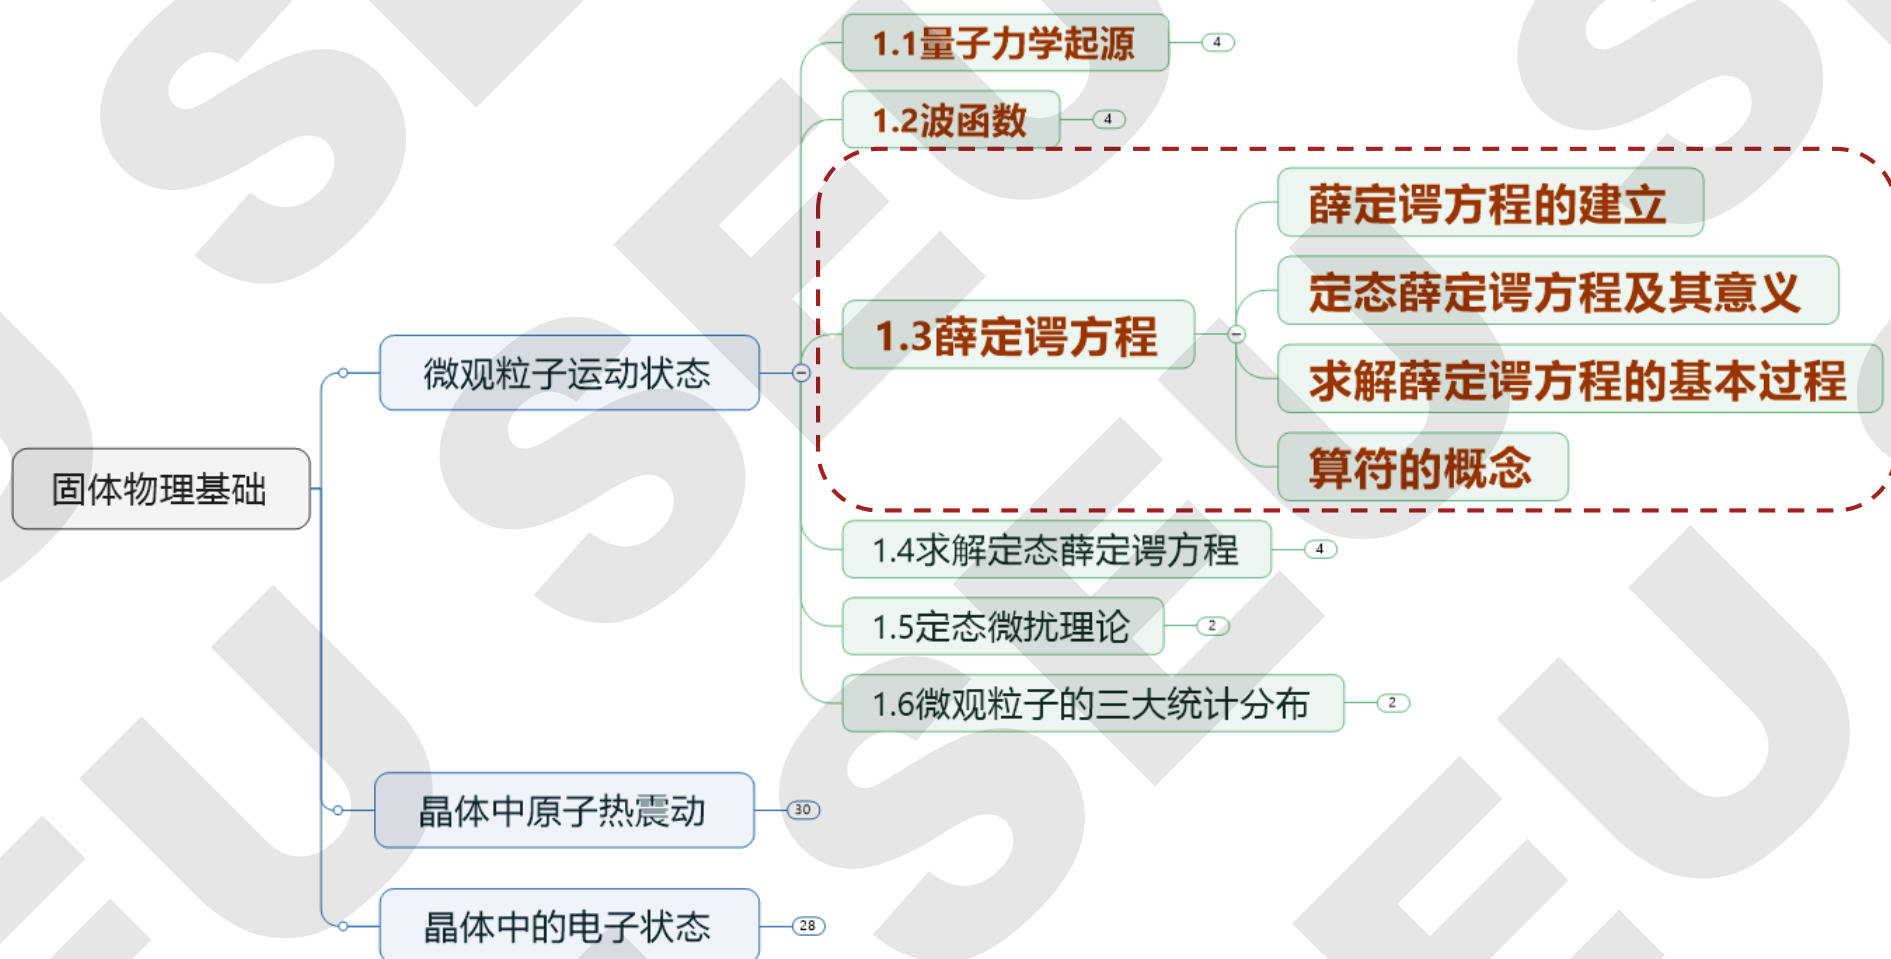 1.1量子力学起源
4
1.2波函数
4
薛定谔方程的建立
定态薛定谔方程及其意义
1.3薛定谔方程
求解薛定谔方程的基本过程
微观粒子运动状态
算符的概念
固体物理基础
1.4求解定态薛定谔方程
4
1.5定态微扰理论
2
1.6微观粒子的三大统计分布
2
晶体中原子热震动
30
晶体中的电子状态
28
SEU
SEU
SEU
SEU